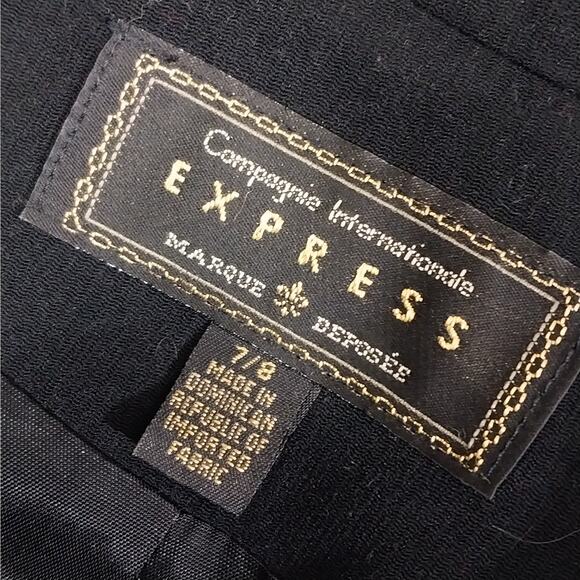 Compagnie Internationale
EXPRESS
MARQUE DEPOSÉE
7/8
MADE IN
DOMINICAN
REPUBLIC OF
IMPORTED
FABRIC